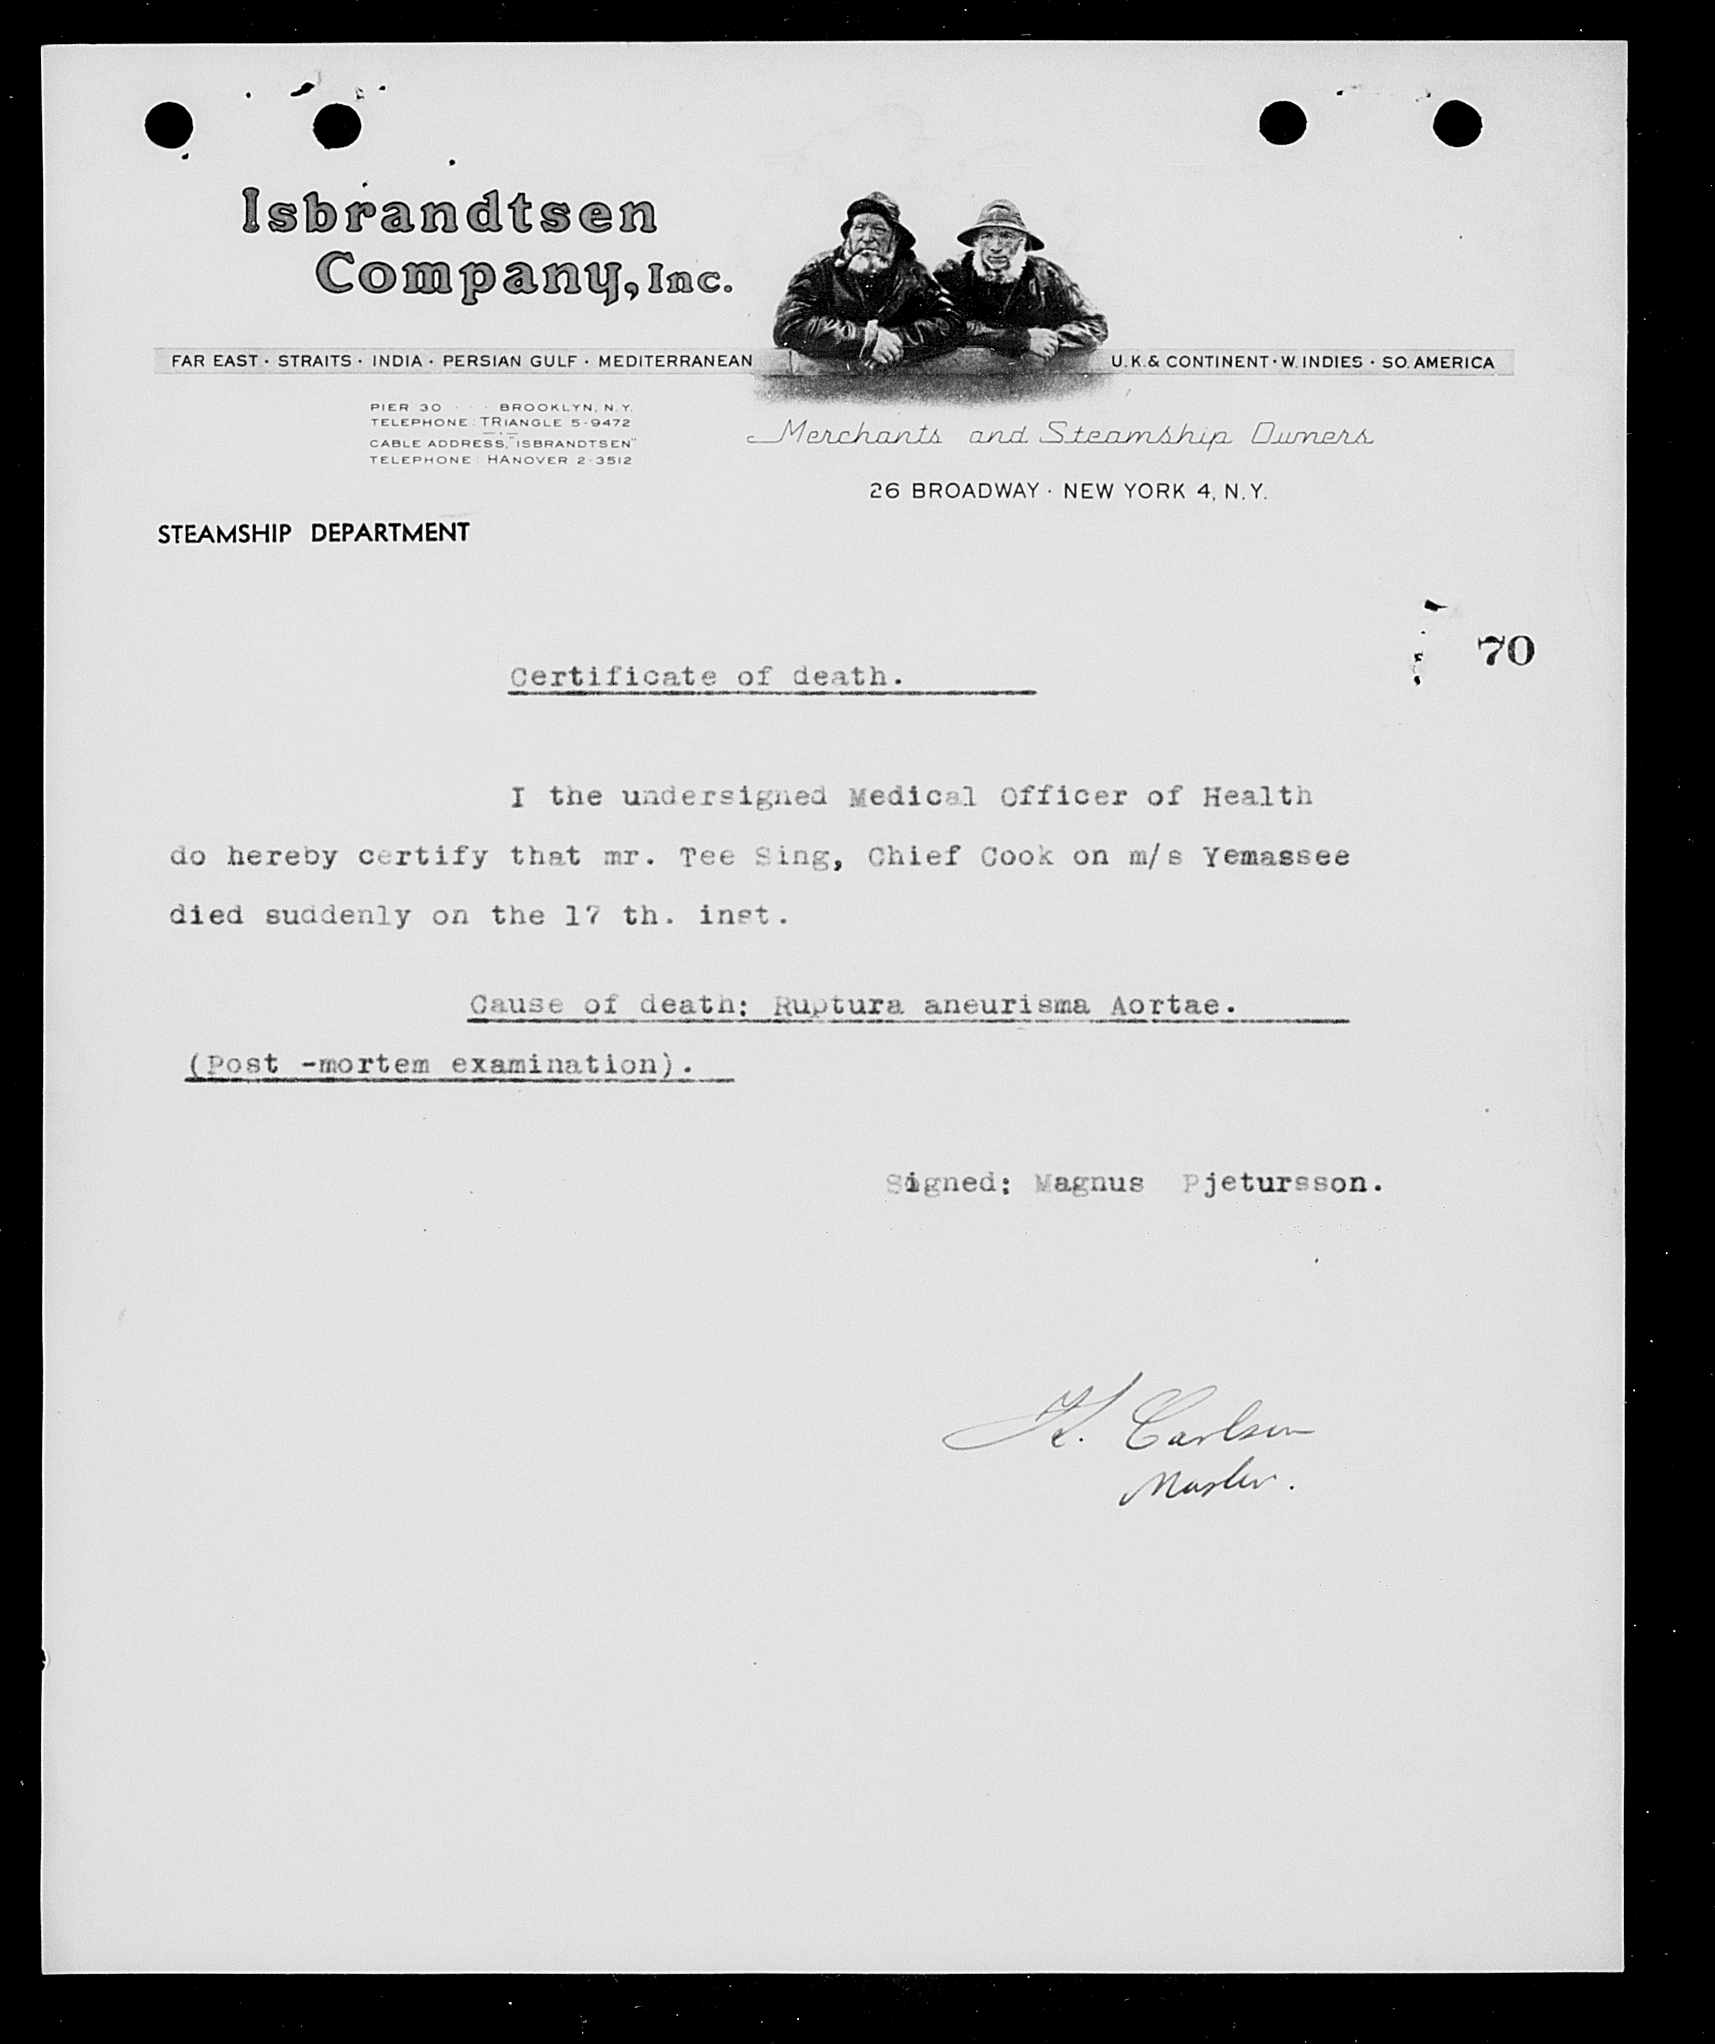 Isbrandtsen
Company, Inc.
FAR EAST · STRAITS · INDIA · PERSIAN GULF · MEDITERRANEAN U.K.& CONTINENT · W. INDIES · SO. AMERICA
PIER 30 · · · BROOKLYN, N.Y.
TELEPHONE: TRIANGLE 5-9472
CABLE ADDRESS, "ISBRANDTSEN"
TELEPHONE: HANOVER 2-3512
Merchants and Steamship Owners
26 BROADWAY · NEW YORK 4, N.Y.
STEAMSHIP DEPARTMENT
70
Certificate of death.
I the undersigned Medical Officer of Health
do hereby certify that mr. Tee Sing, Chief Cook on m/s Yemassee
died suddenly on the 17 th. inst.
Cause of death: Ruptura aneurisma Aortae.
(Post -mortem examination).
Signed: Magnus Pjetursson.
K. Carlsen
Master.